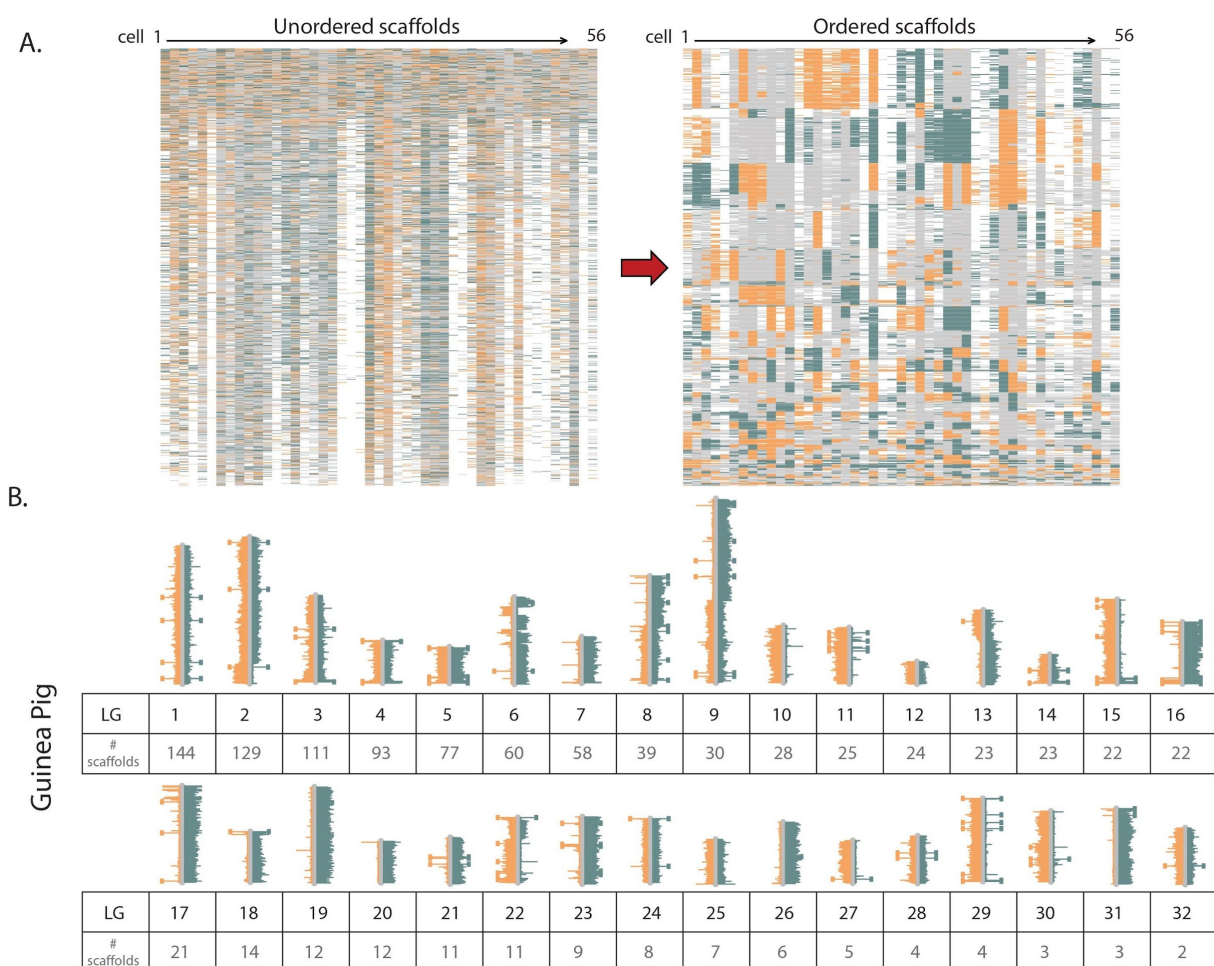 A.
Unordered scaffolds
cell 1 56
Ordered scaffolds
cell 1 56
B.
Guinea Pig
LG 1 2 3 4 5 6 7 8 9 10 11 12 13 14 15 16
#
scaffolds 144 129 111 93 77 60 58 39 30 28 25 24 23 23 22 22
LG 17 18 19 20 21 22 23 24 25 26 27 28 29 30 31 32
#
scaffolds 21 14 12 12 11 11 9 8 7 6 5 4 4 3 3 2